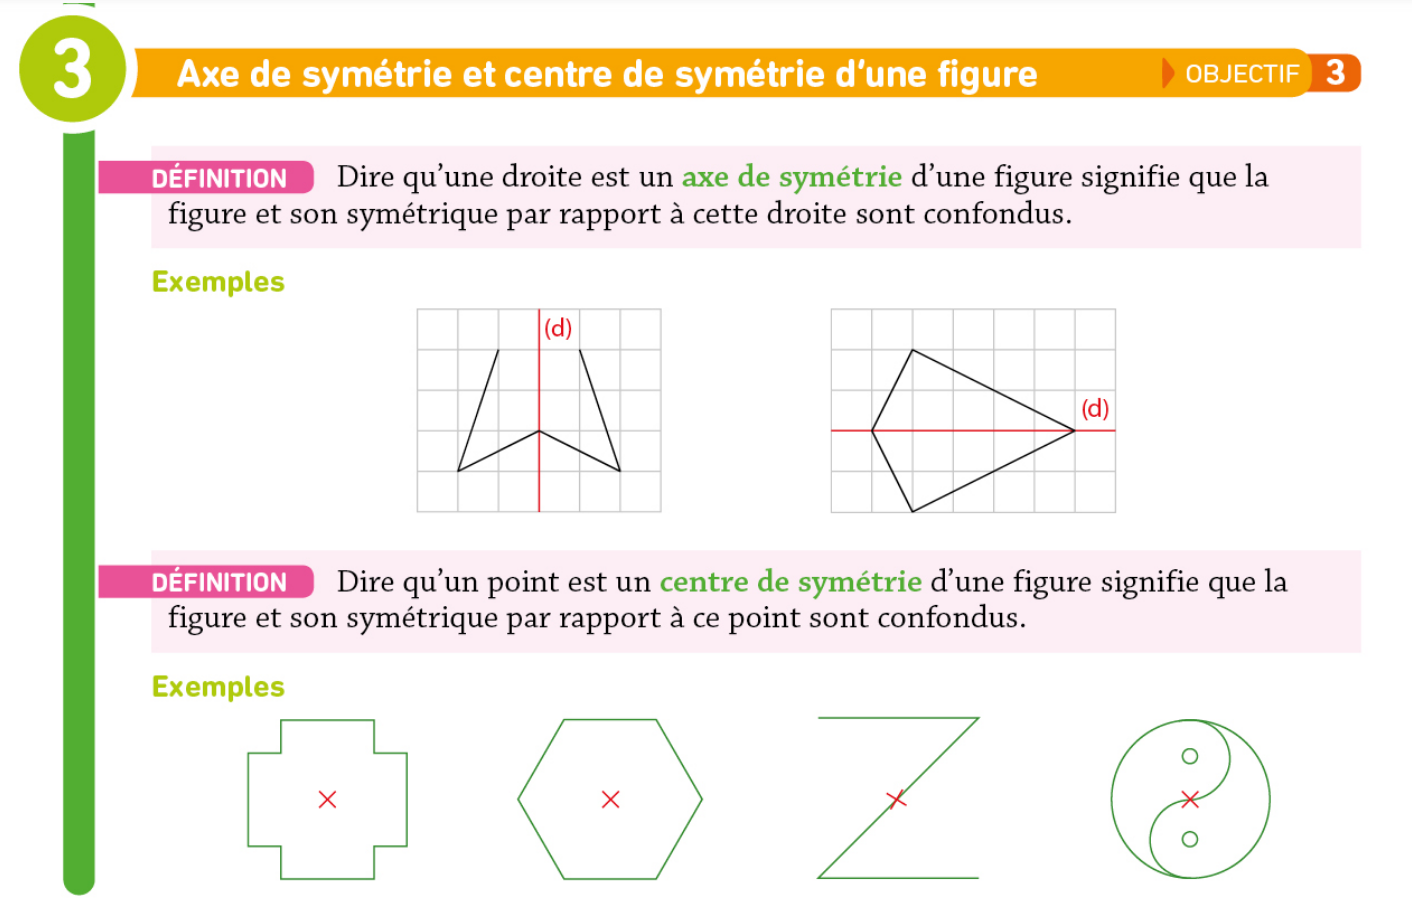 3
Axe de symétrie et centre de symétrie d'une figure
OBJECTIF 3
DÉFINITION Dire qu'une droite est un axe de symétrie d'une figure signifie que la
figure et son symétrique par rapport à cette droite sont confondus.
Exemples
(d)
(d)
DÉFINITION Dire qu'un point est un centre de symétrie d'une figure signifie que la
figure et son symétrique par rapport à ce point sont confondus.
Exemples